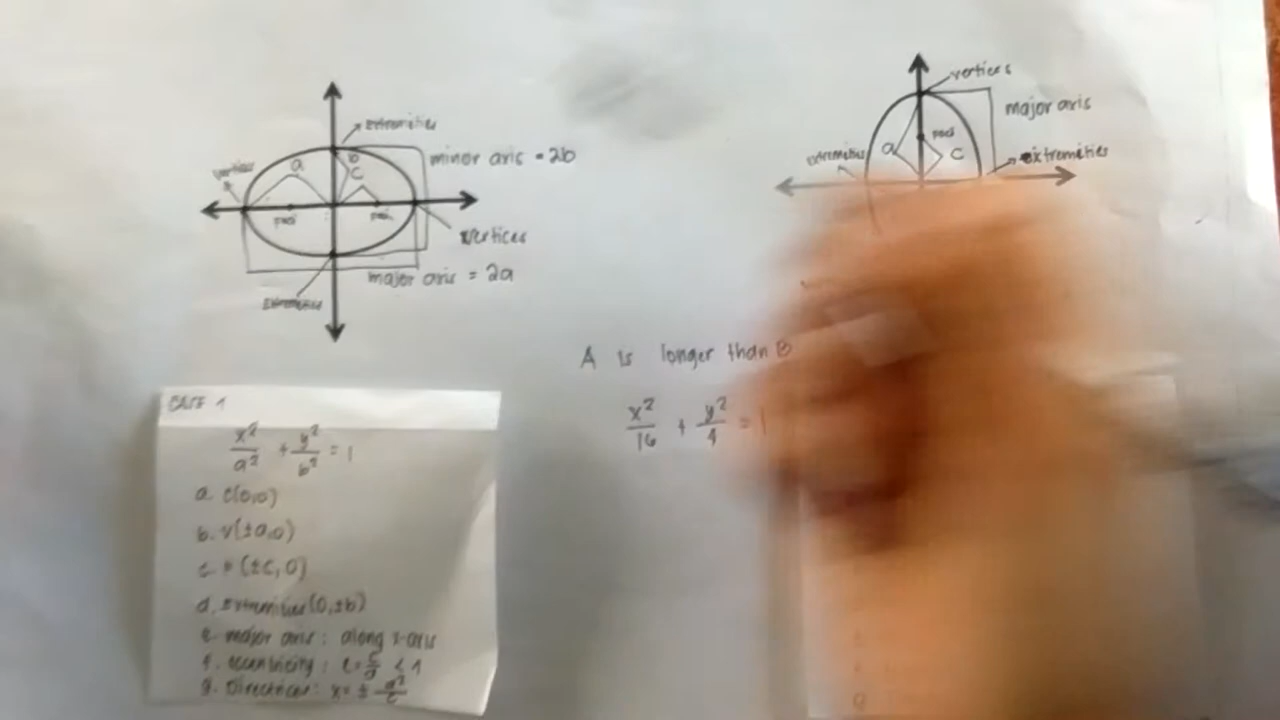 extremities
vertices
a
b
c
minor axis = 2b
foci
foci
vertices
major axis = 2a
Extremities
vertices
major axis
foci
a
c
extremities
extremities
A is longer than B
x²/16 + y²/4 = 1
CASE 1
x²/a² + y²/b² = 1
a. C(0,0)
b. V(±a,0)
c. F(±c, 0)
d. Extremities(0,±b)
e. major axis: along x-axis
f. eccentricity: e = c/a < 1
g. Directrices: x = ± a²/c